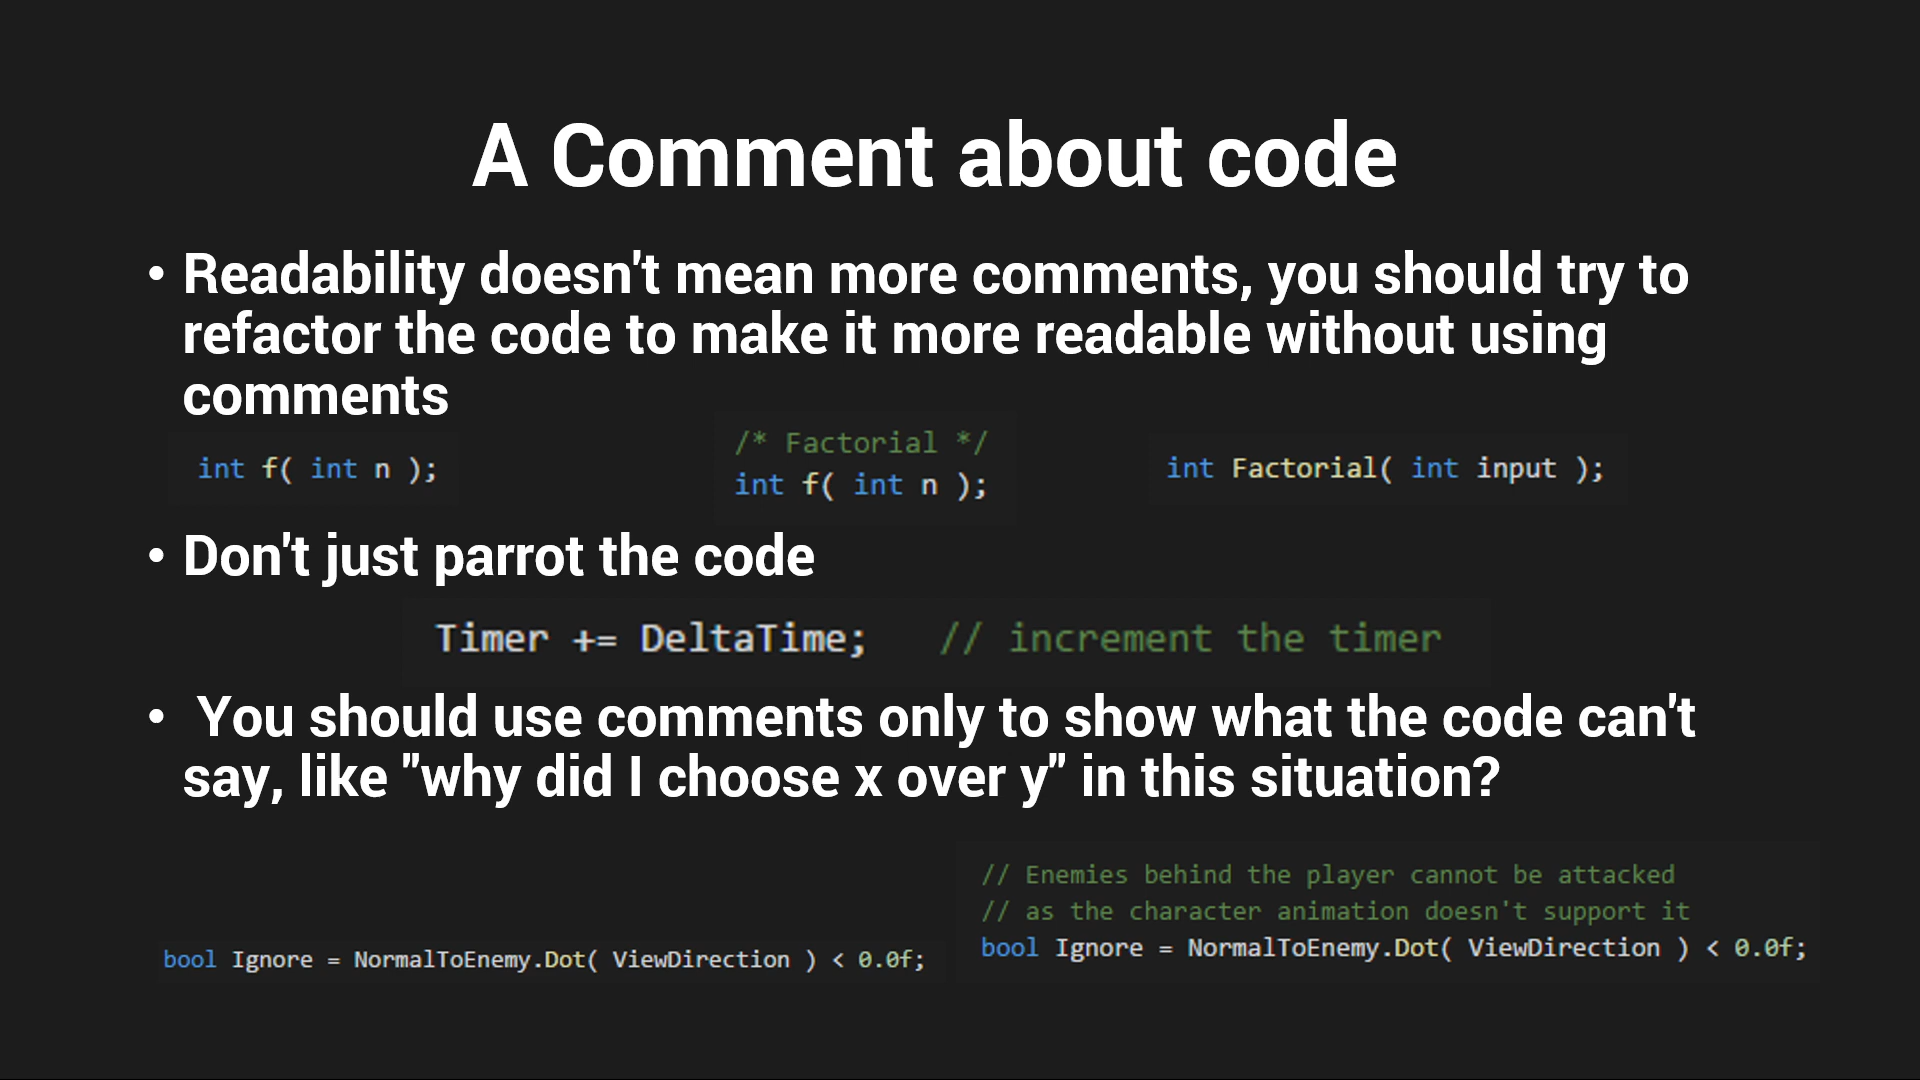 A Comment about code
• Readability doesn't mean more comments, you should try to
refactor the code to make it more readable without using
comments
int f( int n );
/* Factorial */
int f( int n );
int Factorial( int input );
• Don't just parrot the code
Timer += DeltaTime;   // increment the timer
• You should use comments only to show what the code can't
say, like "why did I choose x over y" in this situation?
bool Ignore = NormalToEnemy.Dot( ViewDirection ) < 0.0f;
// Enemies behind the player cannot be attacked
// as the character animation doesn't support it
bool Ignore = NormalToEnemy.Dot( ViewDirection ) < 0.0f;